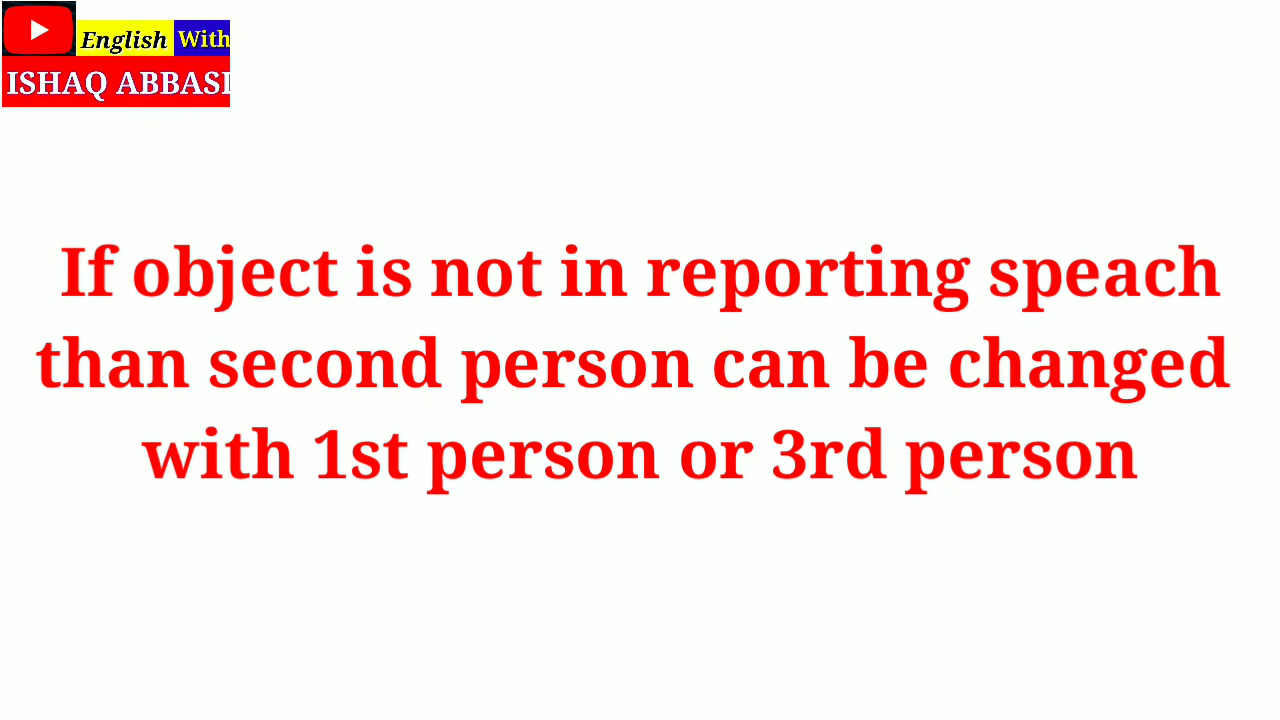 English With
ISHAQ ABBASI
If object is not in reporting speach
than second person can be changed
with 1st person or 3rd person